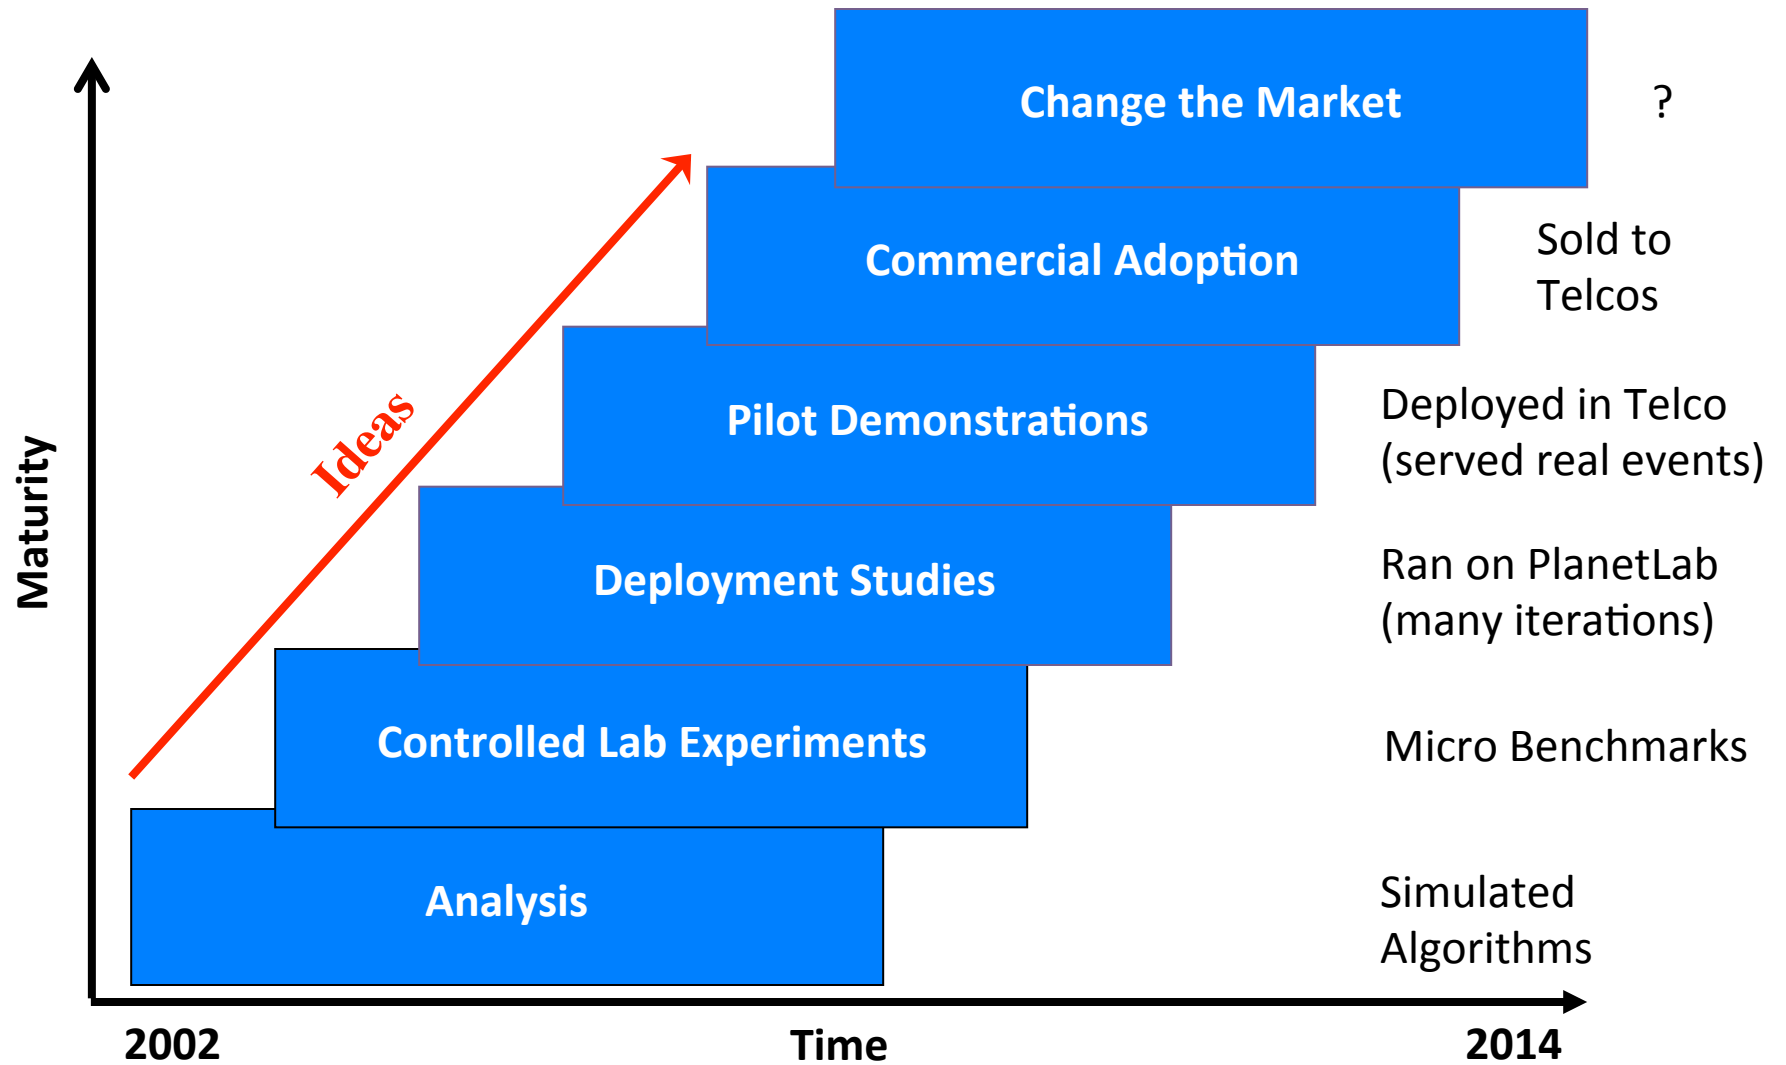 Change the Market
?
Commercial Adoption
Sold to
Telcos
Pilot Demonstrations
Deployed in Telco
(served real events)
Ideas
Maturity
Deployment Studies
Ran on PlanetLab
(many iterations)
Controlled Lab Experiments
Micro Benchmarks
Analysis
Simulated
Algorithms
2002
Time
2014